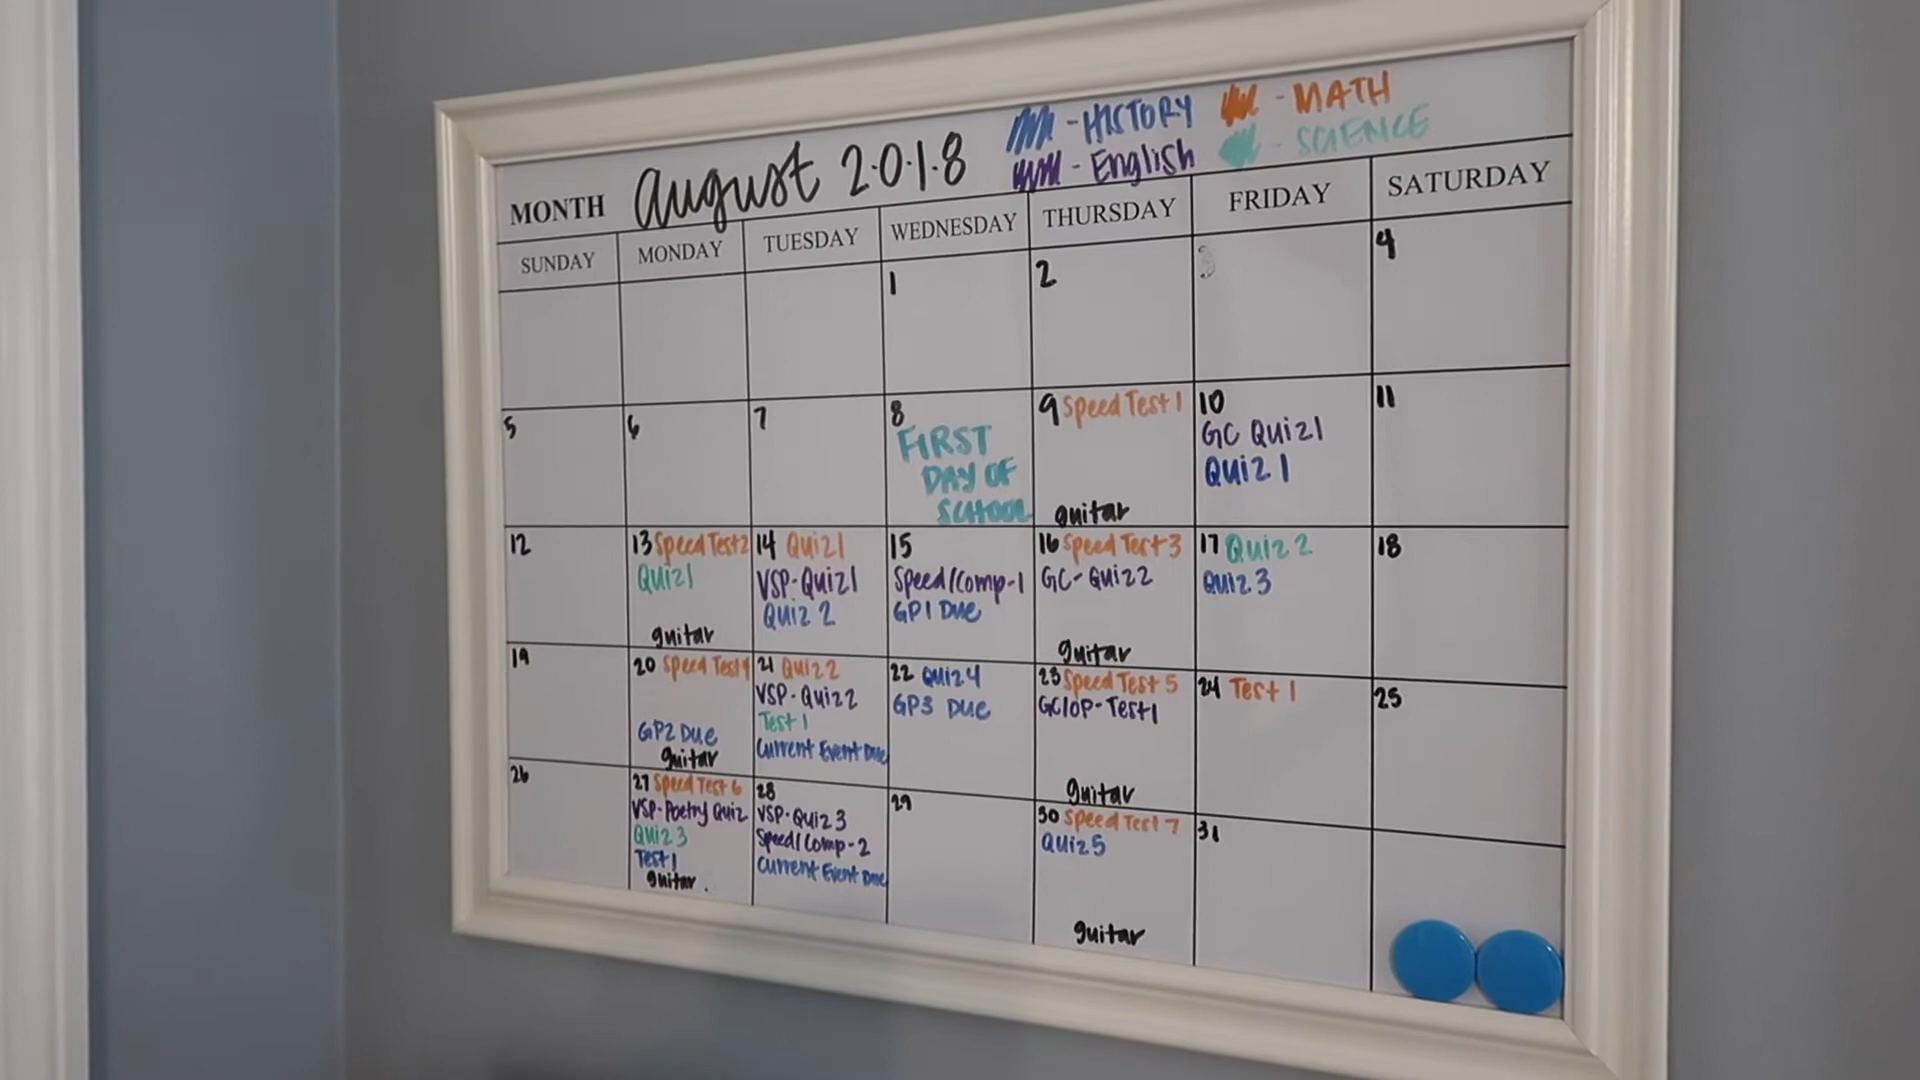 MONTH august 2.0.1.8
- HISTORY - MATH
- English - SCIENCE
SUNDAY MONDAY TUESDAY WEDNESDAY THURSDAY FRIDAY SATURDAY
1
2
3
4
5
6
7
8
FIRST
DAY OF
SCHOOL
9 Speed Test 1
guitar
10
GC Quiz 1
Quiz 1
11
12
13 Speed Test 2
Quiz 1
guitar
14 Quiz 1
VSP-Quiz 1
Quiz 2
15
Speed/Comp-1
GP1 Due
16 Speed Test 3
GC-Quiz 2
guitar
17 Quiz 2
Quiz 3
18
19
20 Speed Test 4
GP2 Due
guitar
21 Quiz 2
VSP-Quiz 2
Test 1
Current Event Due
22 Quiz 4
GP3 Due
23 Speed Test 5
GC10P-Test 1
guitar
24 Test 1
25
26
27 Speed Test 6
VSP-Poetry Quiz
Quiz 3
Test 1
guitar.
28
VSP-Quiz 3
Speed/Comp-2
Current Event Due
29
30 Speed Test 7
Quiz 5
guitar
31